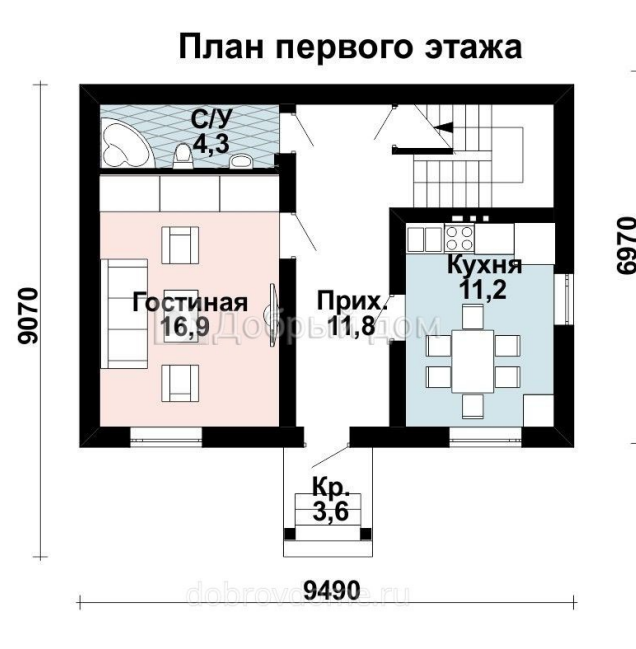 План первого этажа
С/У
4,3
Гостиная
16,9
Прих.
11,8
Кухня
11,2
Добрый дом
Кр.
3,6
9070
6970
9490
dobrovdome.ru